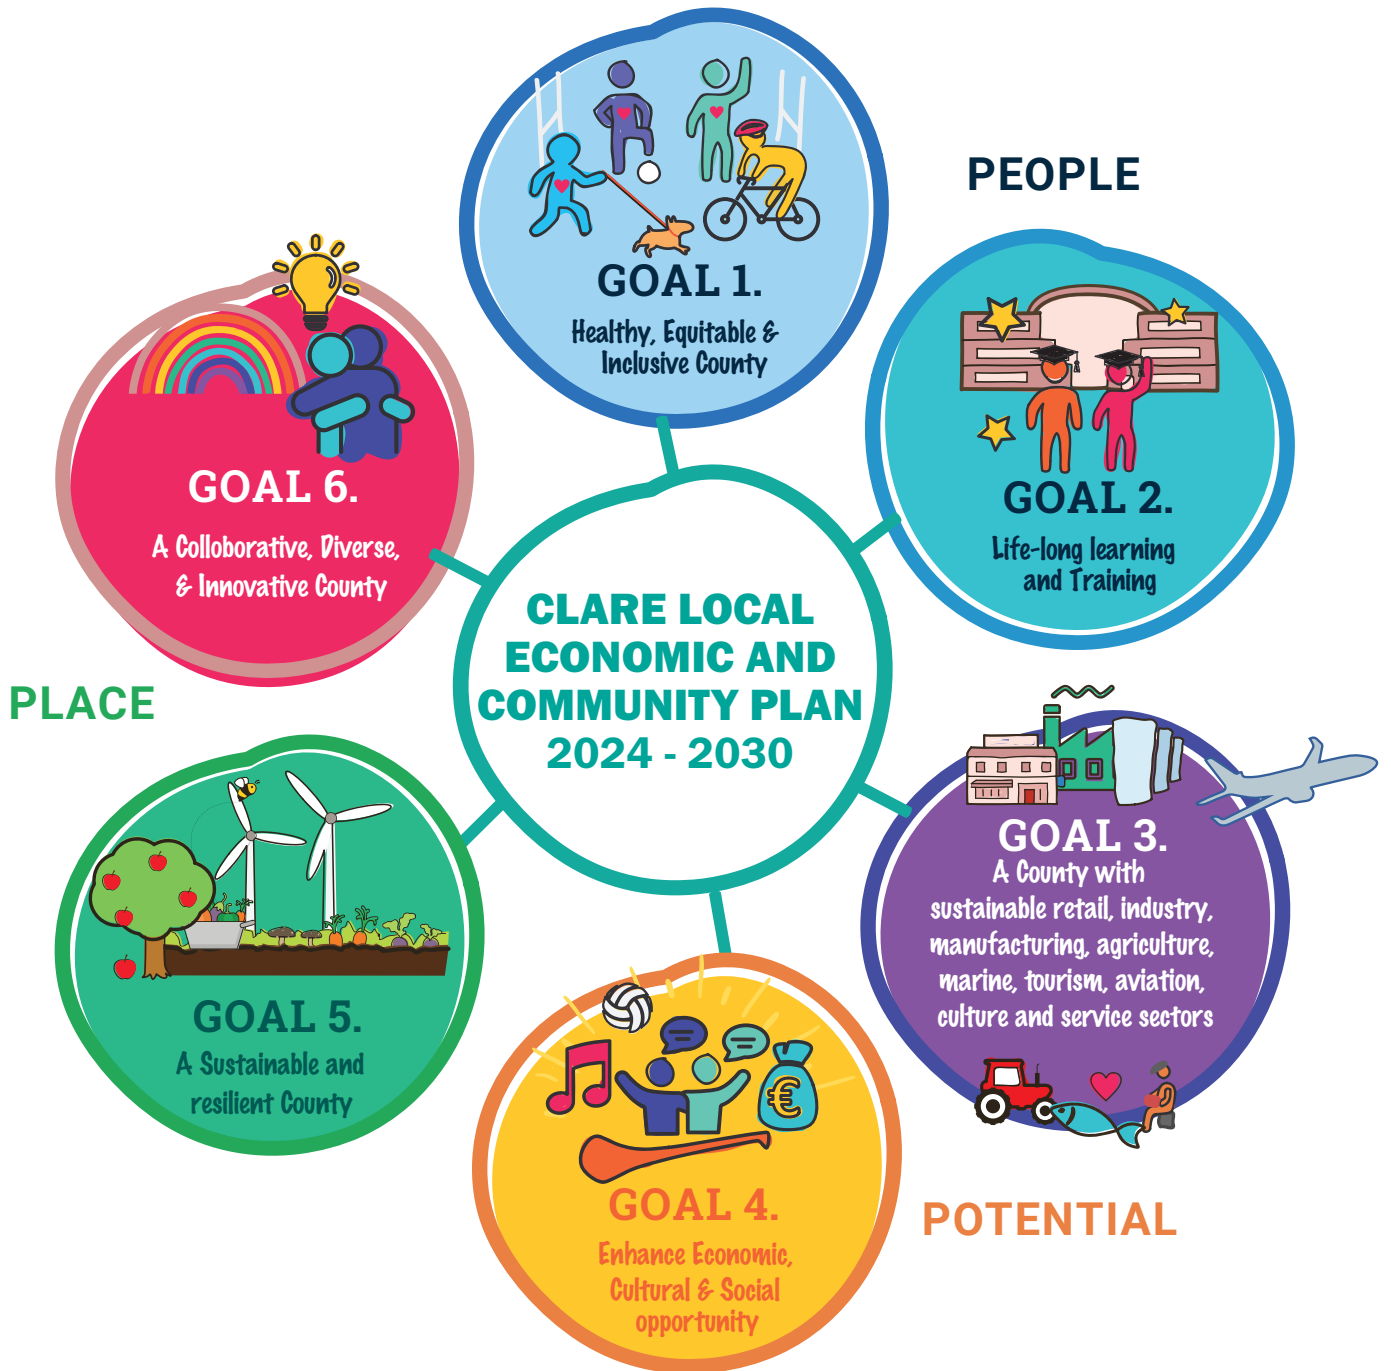 GOAL 1.
Healthy, Equitable &
Inclusive County
PEOPLE
GOAL 2.
Life-long learning
and Training
GOAL 6.
A Colloborative, Diverse,
& Innovative County
CLARE LOCAL
ECONOMIC AND
COMMUNITY PLAN
2024 - 2030
PLACE
GOAL 3.
A County with
sustainable retail, industry,
manufacturing, agriculture,
marine, tourism, aviation,
culture and service sectors
GOAL 5.
A Sustainable and
resilient County
€
GOAL 4.
Enhance Economic,
Cultural & Social
opportunity
POTENTIAL